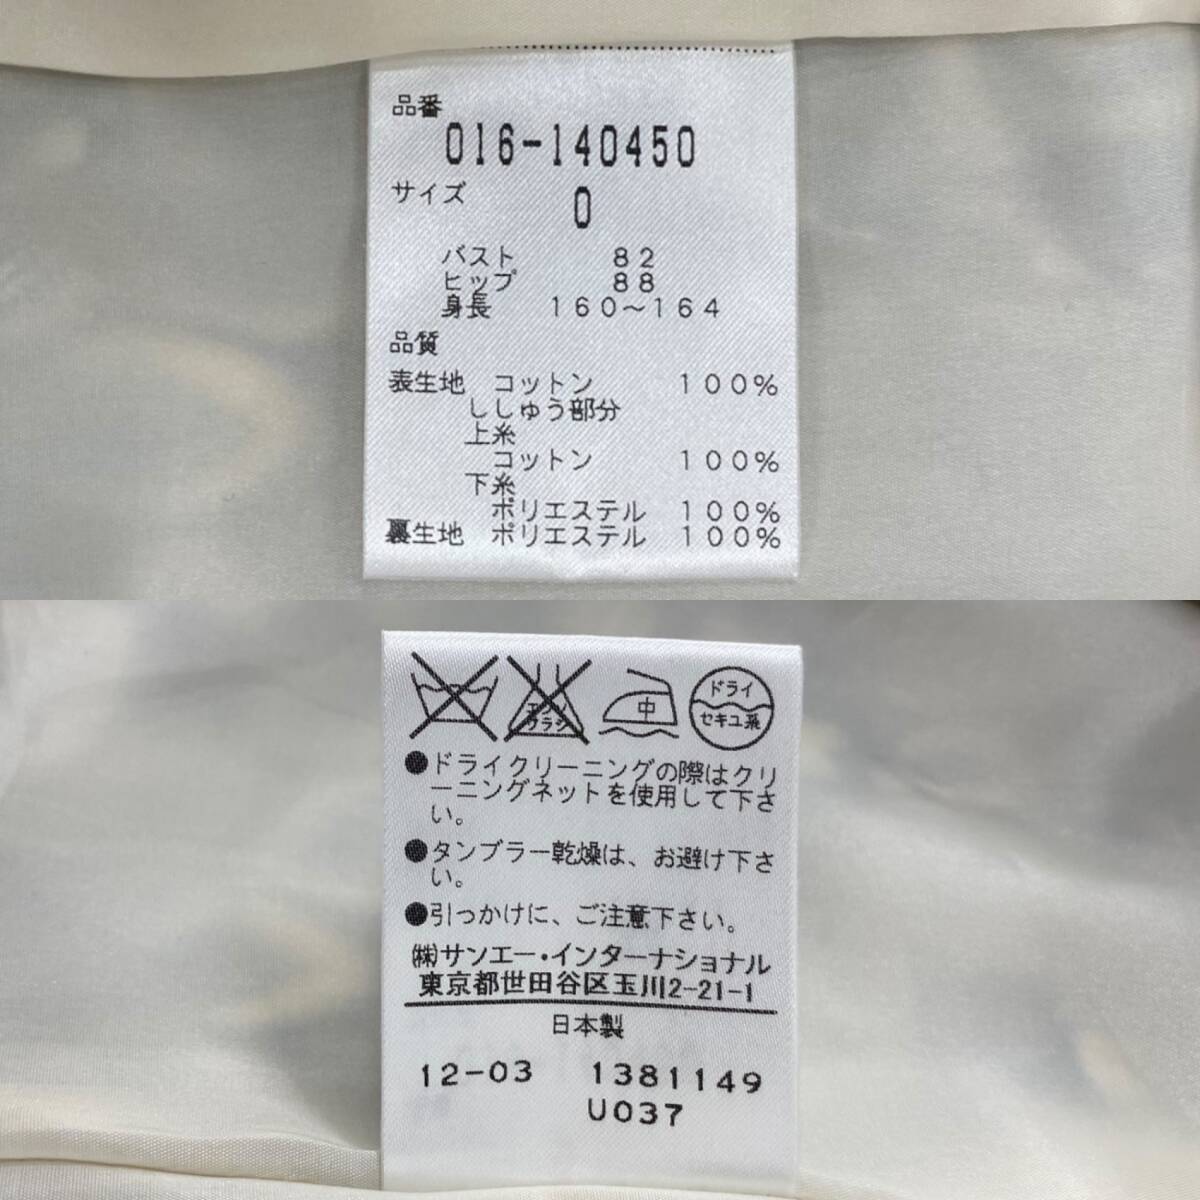 品番
016-140450
サイズ
0
バスト 82
ヒップ 88
身長 160～164
品質
表生地 コットン 100%
ししゅう部分
上糸
コットン 100%
下糸
ポリエステル 100%
裏生地 ポリエステル 100%
エンソ
サラシ
中
ドライ
セキユ系
●ドライクリーニングの際はクリ
ーニングネットを使用して下さ
い。
●タンブラー乾燥は、お避け下さ
い。
●引っかけに、ご注意下さい。
㈱サンエー・インターナショナル
東京都世田谷区玉川2-21-1
日本製
12-03 1381149
U037